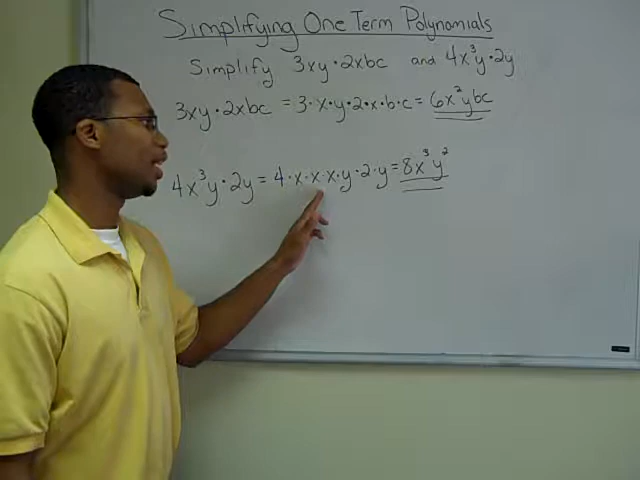 Simplifying One Term Polynomials
Simplify 3xy·2xbc and 4x³y·2y
3xy·2xbc = 3·x·y·2·x·b·c = 6x²ybc
4x³y·2y = 4·x·x·x·y·2·y = 8x³y²